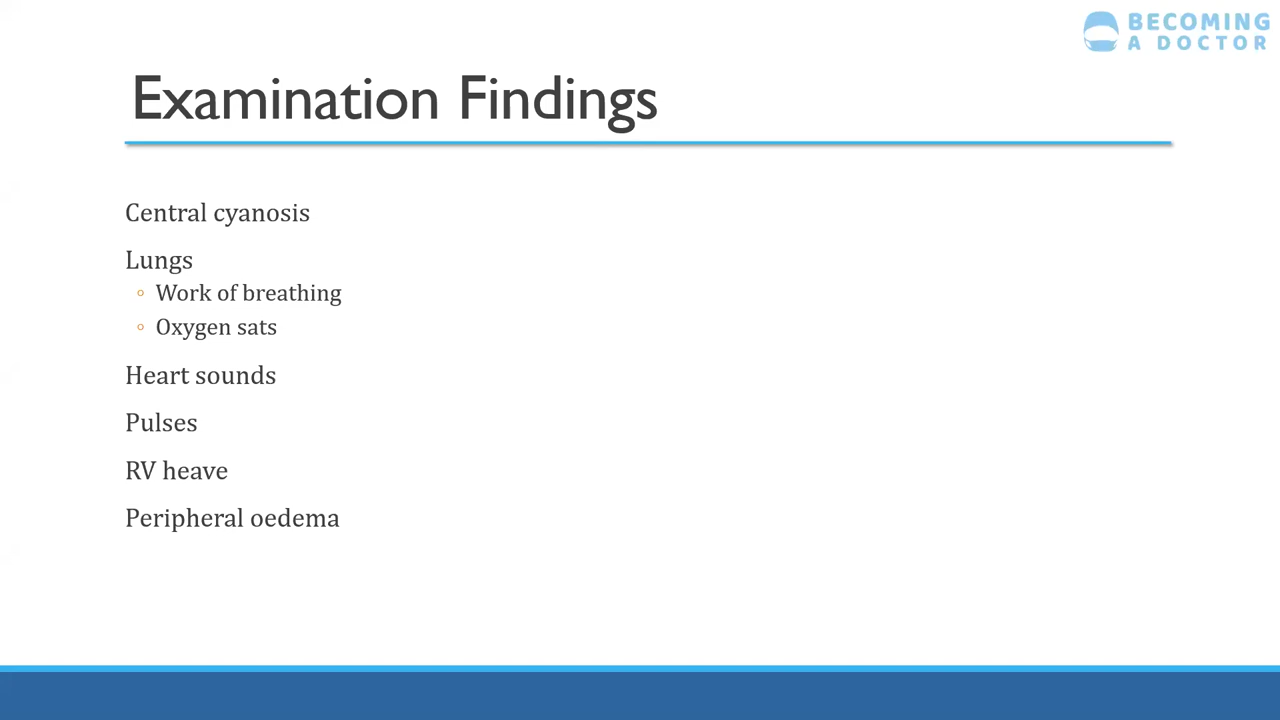 BECOMING
A DOCTOR
Examination Findings
Central cyanosis
Lungs
◦ Work of breathing
◦ Oxygen sats
Heart sounds
Pulses
RV heave
Peripheral oedema